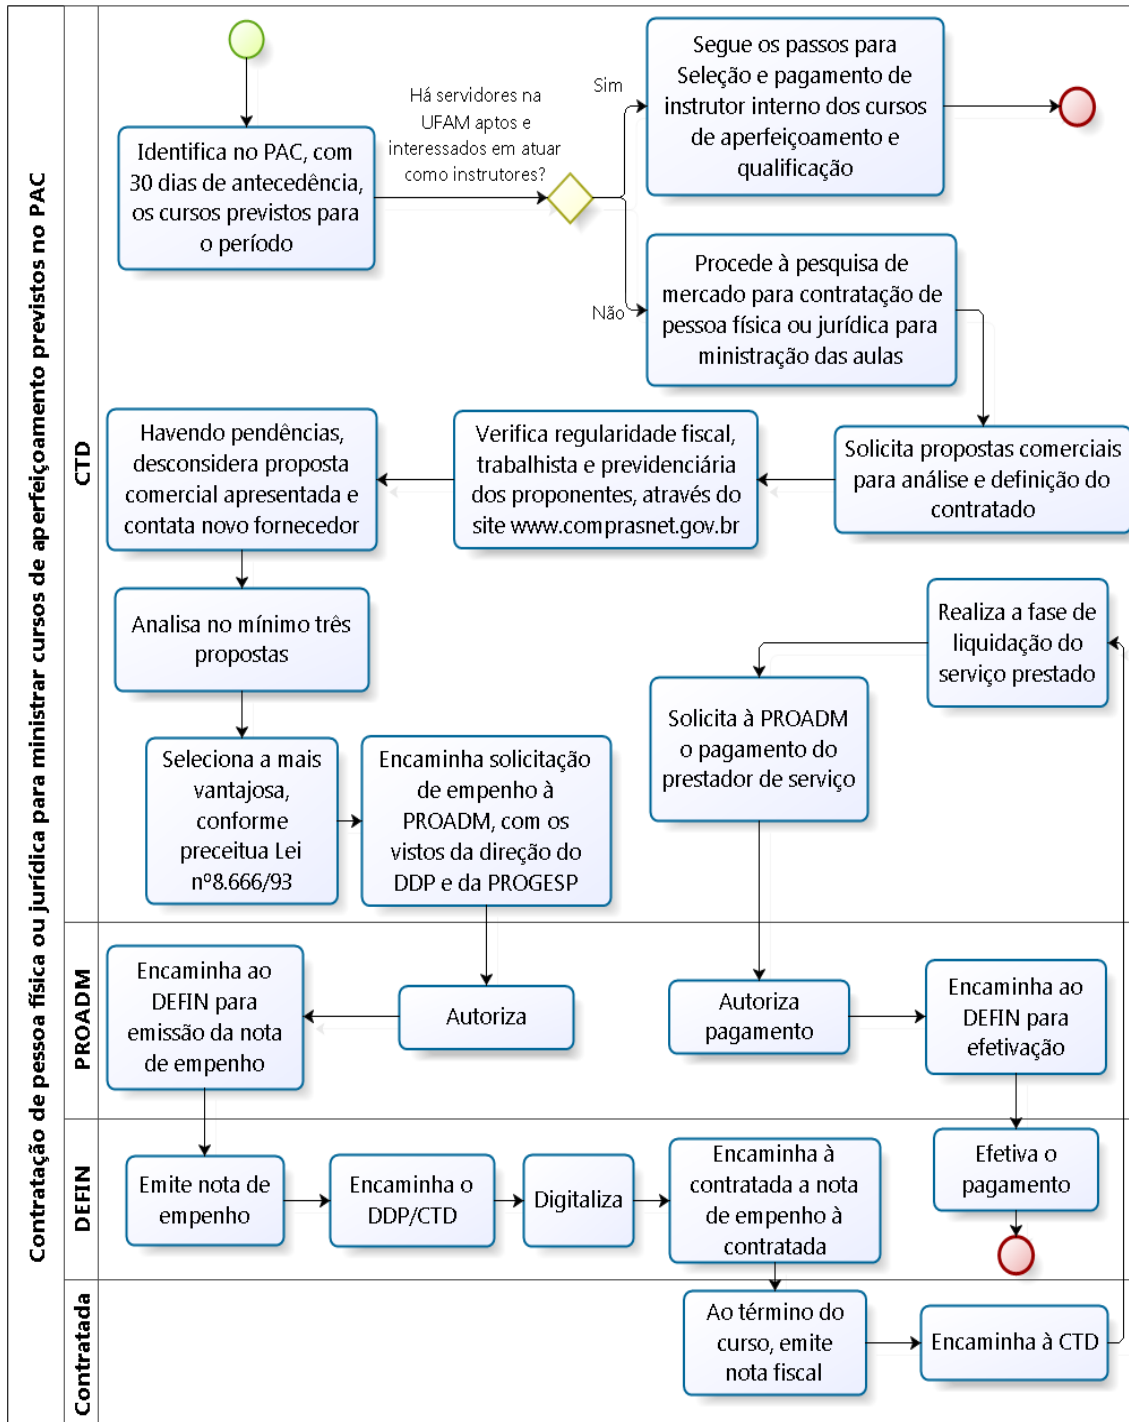 Contratação de pessoa física ou jurídica para ministrar cursos de aperfeiçoamento previstos no PAC
CTD
Identifica no PAC, com
30 dias de antecedência,
os cursos previstos para
o período
Há servidores na
UFAM aptos e
interessados em atuar
como instrutores?
Sim
Segue os passos para
Seleção e pagamento de
instrutor interno dos cursos
de aperfeiçoamento e
qualificação
Não
Procede à pesquisa de
mercado para contratação de
pessoa física ou jurídica para
ministração das aulas
Solicita propostas comerciais
para análise e definição do
contratado
Verifica regularidade fiscal,
trabalhista e previdenciária
dos proponentes, através do
site www.comprasnet.gov.br
Havendo pendências,
desconsidera proposta
comercial apresentada e
contata novo fornecedor
Analisa no mínimo três
propostas
Seleciona a mais
vantajosa,
conforme
preceitua Lei
nº8.666/93
Encaminha solicitação
de empenho à
PROADM, com os
vistos da direção do
DDP e da PROGESP
Realiza a fase de
liquidação do
serviço prestado
Solicita à PROADM
o pagamento do
prestador de serviço
PROADM
Encaminha ao
DEFIN para
emissão da nota
de empenho
Autoriza
Autoriza
pagamento
Encaminha ao
DEFIN para
efetivação
DEFIN
Emite nota de
empenho
Encaminha o
DDP/CTD
Digitaliza
Encaminha à
contratada a nota
de empenho à
contratada
Efetiva o
pagamento
Contratada
Ao término do
curso, emite
nota fiscal
Encaminha à CTD